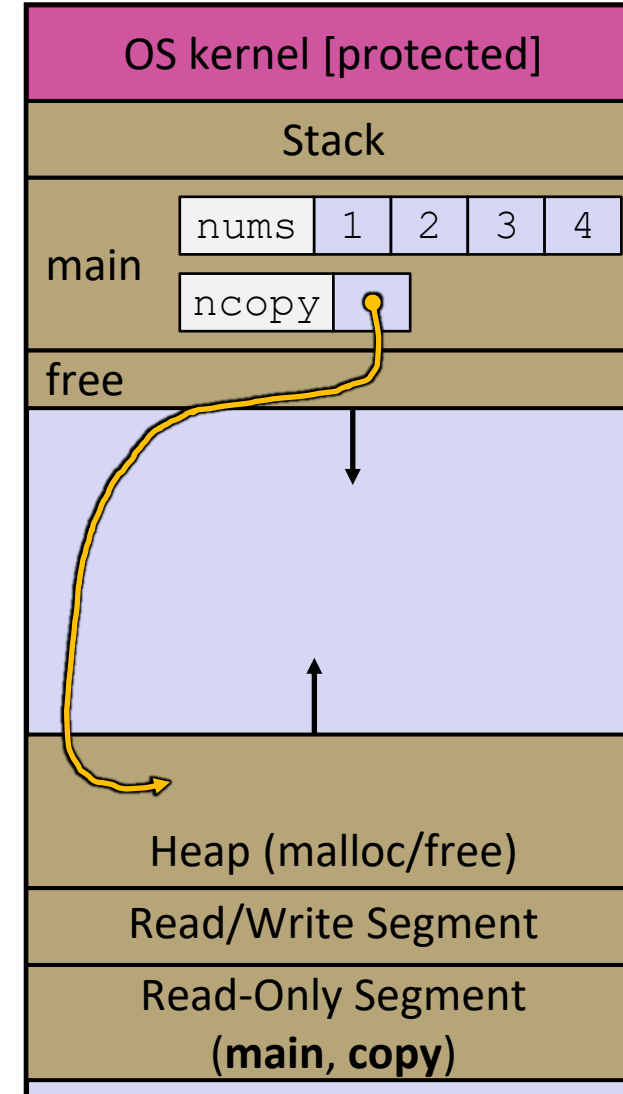 OS kernel [protected]
Stack
main
nums 1 2 3 4
ncopy
free
Heap (malloc/free)
Read/Write Segment
Read-Only Segment
(main, copy)